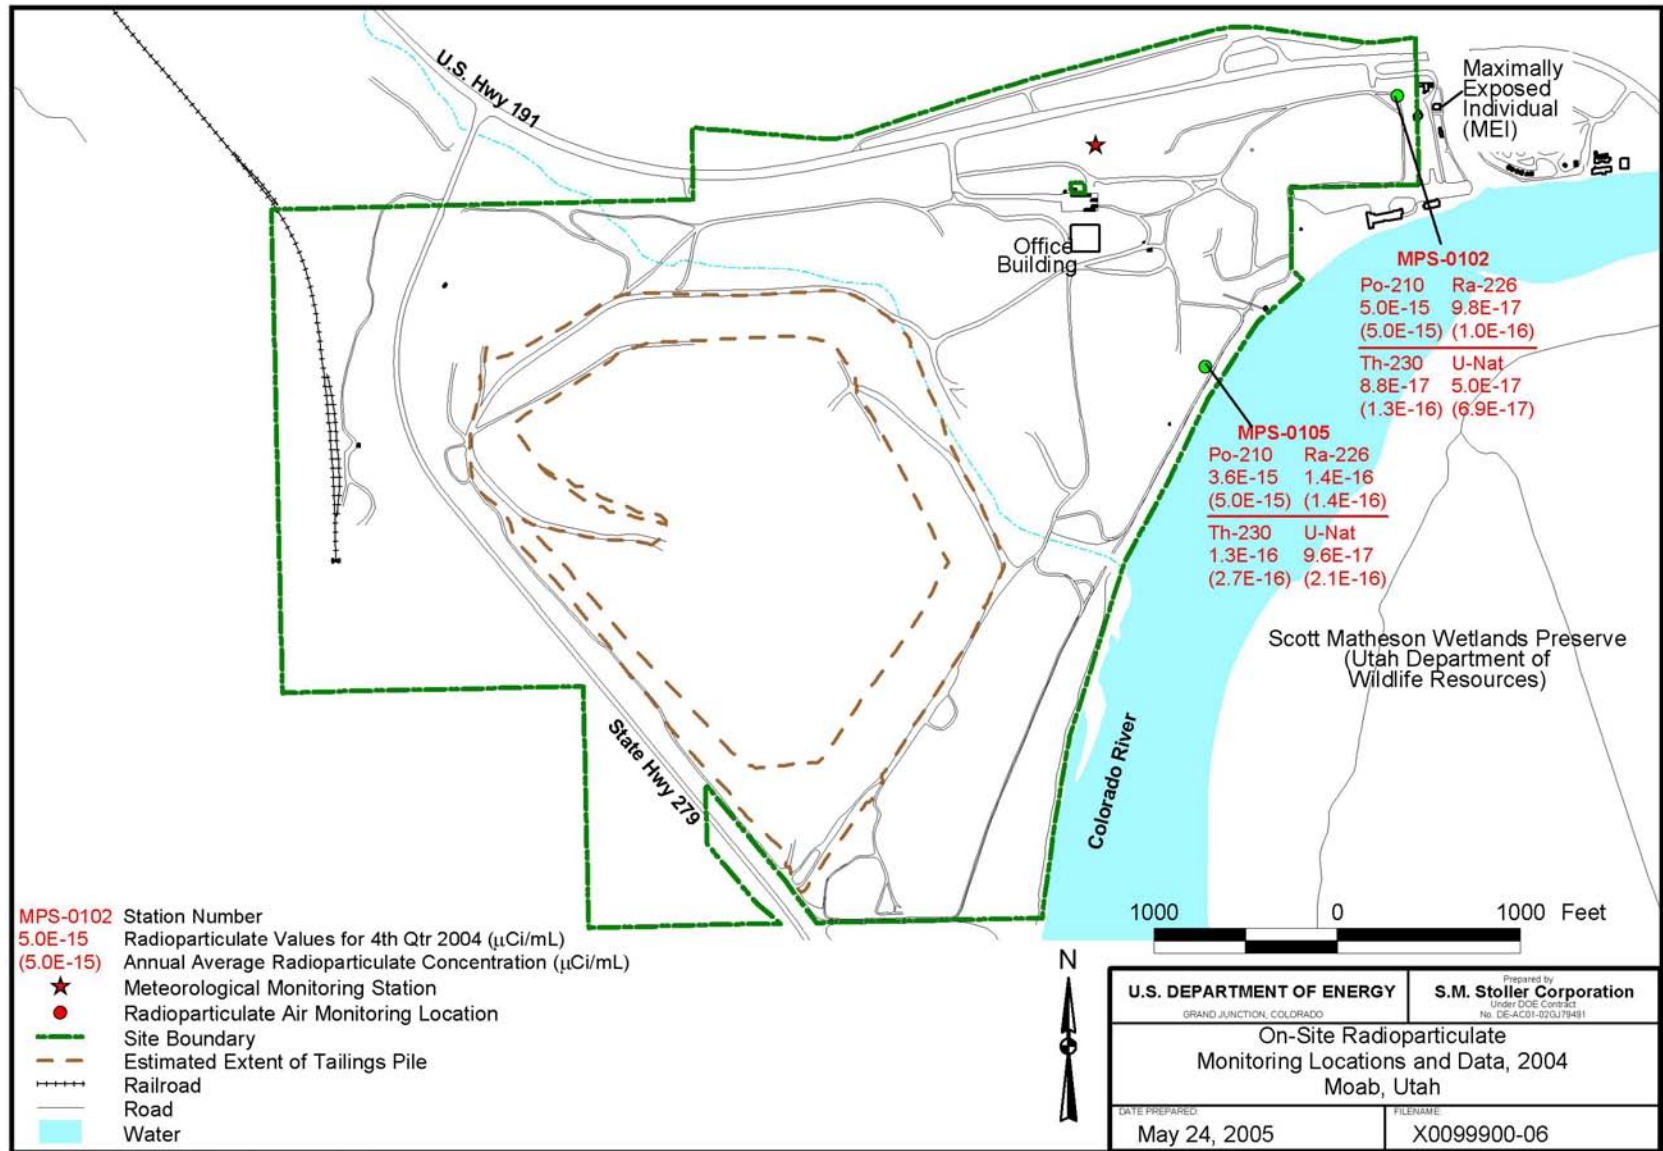 U.S. Hwy 191
Maximally
Exposed
Individual
(MEI)
Office
Building
MPS-0102
Po-210 Ra-226
5.0E-15 9.8E-17
(5.0E-15) (1.0E-16)
Th-230 U-Nat
8.8E-17 5.0E-17
(1.3E-16) (6.9E-17)
MPS-0105
Po-210 Ra-226
3.6E-15 1.4E-16
(5.0E-15) (1.4E-16)
Th-230 U-Nat
1.3E-16 9.6E-17
(2.7E-16) (2.1E-16)
Scott Matheson Wetlands Preserve
(Utah Department of
Wildlife Resources)
State Hwy 279
Colorado River
MPS-0102 Station Number
5.0E-15 Radioparticulate Values for 4th Qtr 2004 (μCi/mL)
(5.0E-15) Annual Average Radioparticulate Concentration (μCi/mL)
Meteorological Monitoring Station
Radioparticulate Air Monitoring Location
Site Boundary
Estimated Extent of Tailings Pile
Railroad
Road
Water
1000 0 1000 Feet
N
U.S. DEPARTMENT OF ENERGY
GRAND JUNCTION, COLORADO
Prepared by
S.M. Stoller Corporation
Under DOE Contract
No. DE-AC01-02GJ79491
On-Site Radioparticulate
Monitoring Locations and Data, 2004
Moab, Utah
DATE PREPARED:
May 24, 2005
FILENAME:
X0099900-06